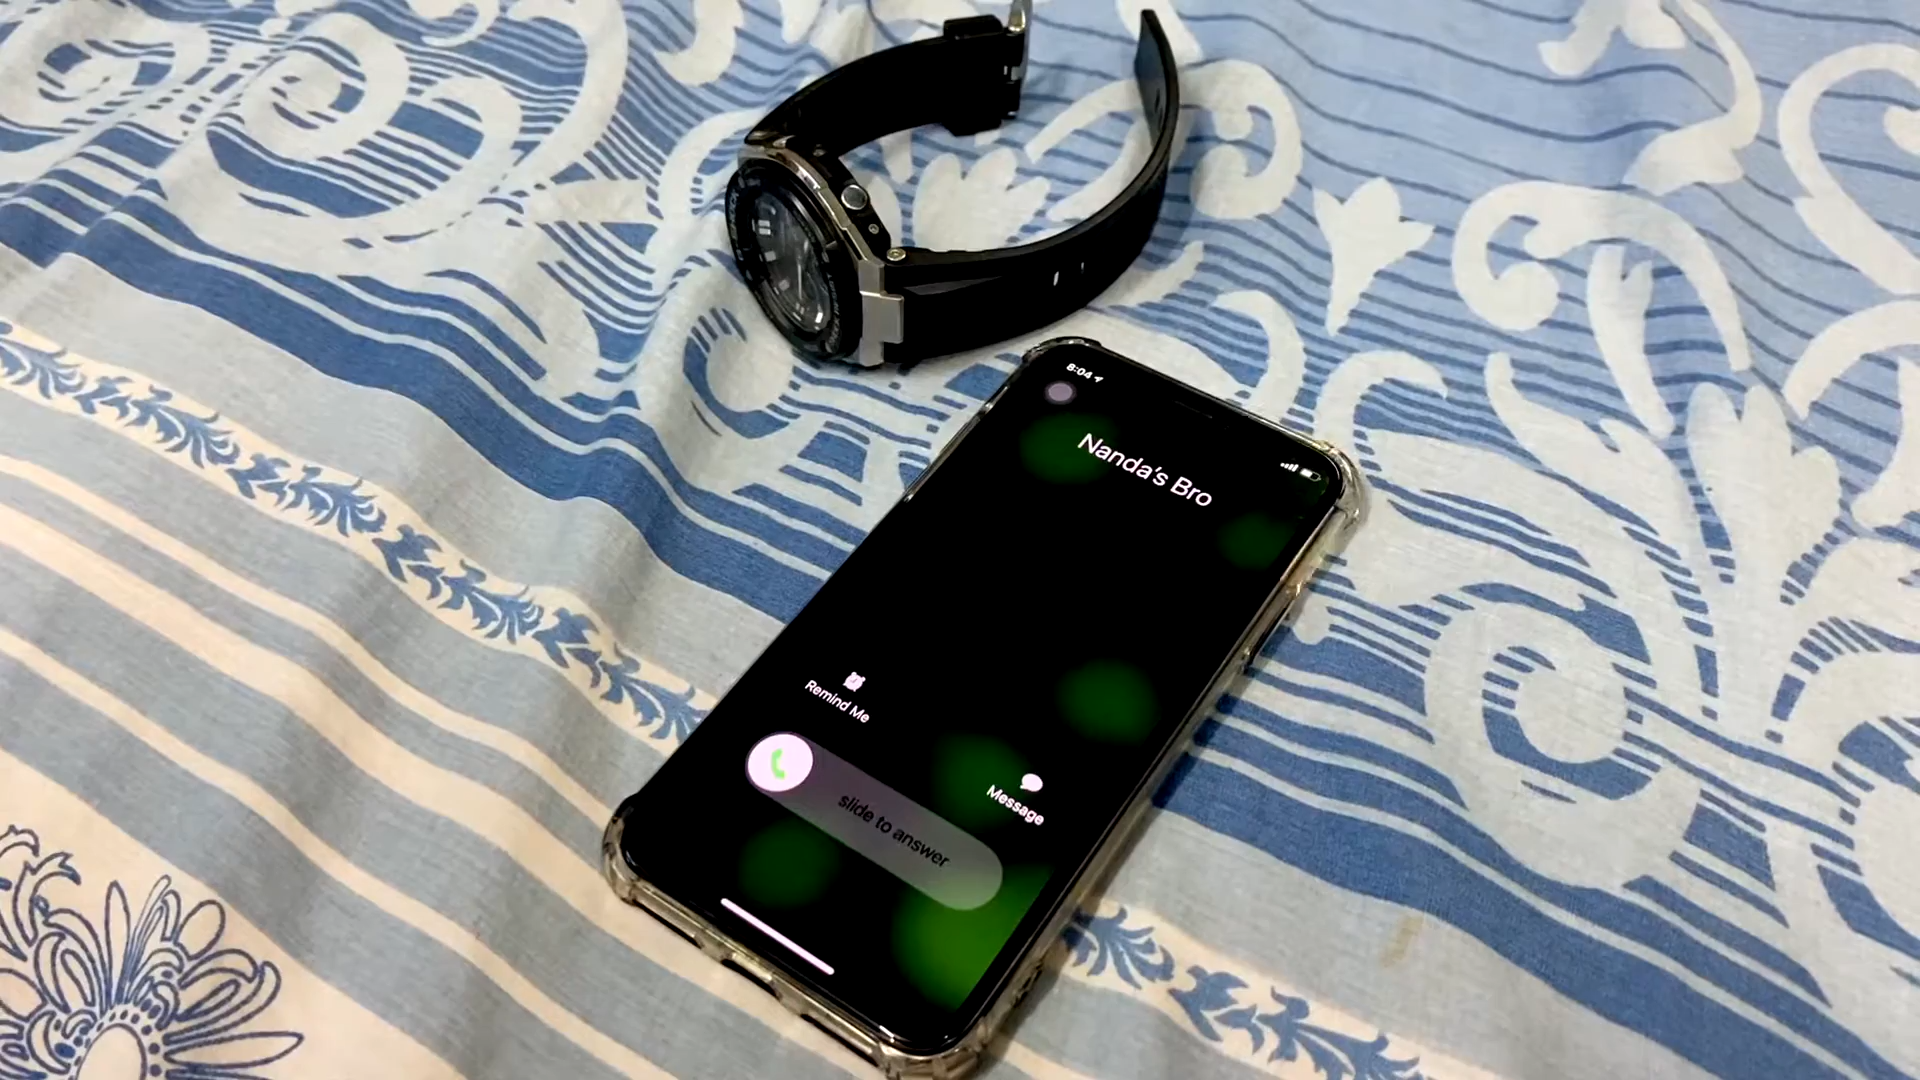 8:04
Nanda's Bro
Remind Me
Message
slide to answer